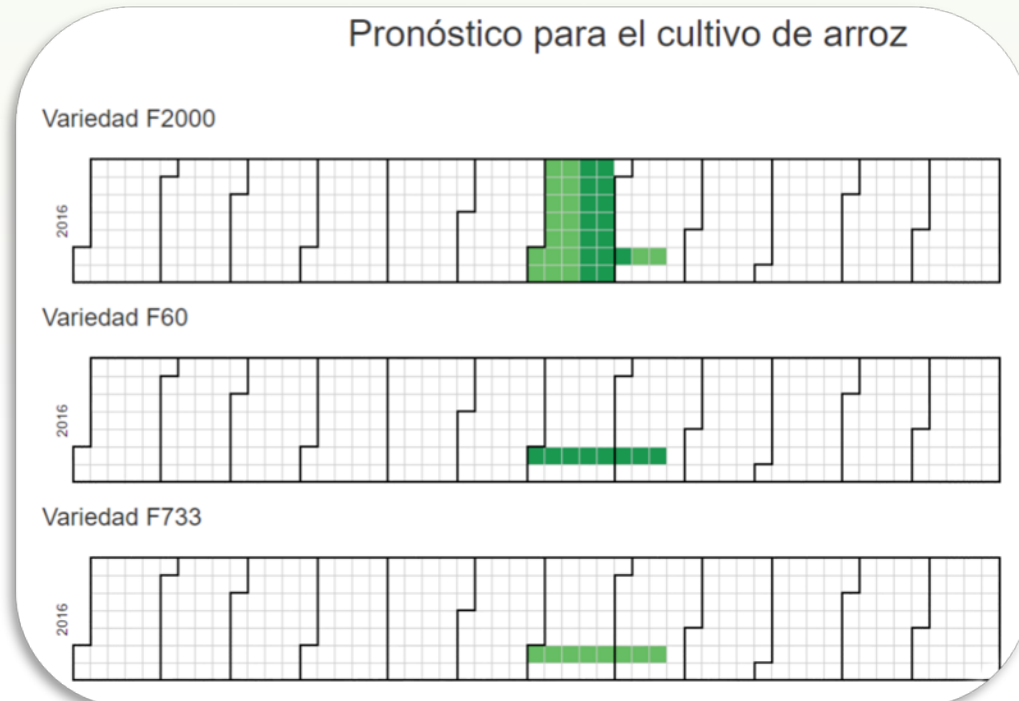 Pronóstico para el cultivo de arroz
Variedad F2000
2016
Variedad F60
2016
Variedad F733
2016